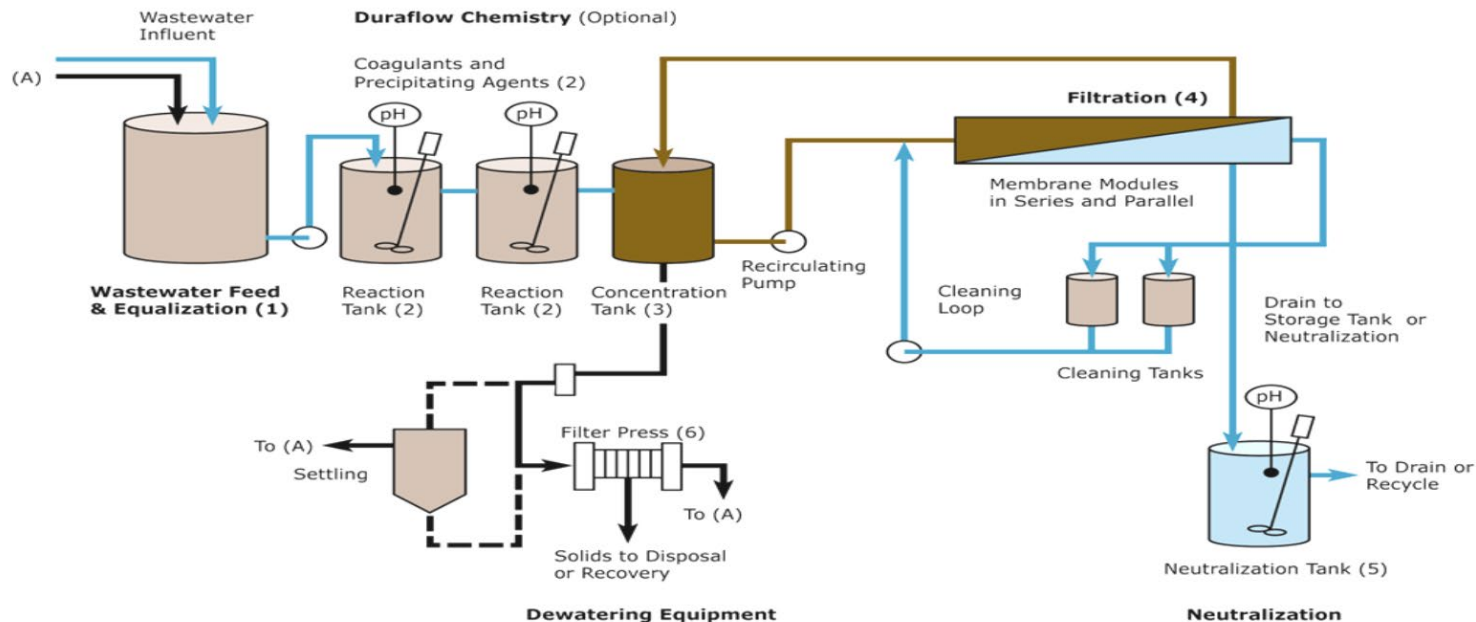 Wastewater
Influent
Duraflow Chemistry (Optional)
(A)
Coagulants and
Precipitating Agents (2)
pH
pH
Filtration (4)
Membrane Modules
in Series and Parallel
Wastewater Feed
& Equalization (1)
Reaction
Tank (2)
Reaction
Tank (2)
Concentration
Tank (3)
Recirculating
Pump
Cleaning
Loop
Cleaning Tanks
Drain to
Storage Tank or
Neutralization
To (A)
Settling
Filter Press (6)
To (A)
Solids to Disposal
or Recovery
Dewatering Equipment
pH
To Drain or
Recycle
Neutralization Tank (5)
Neutralization